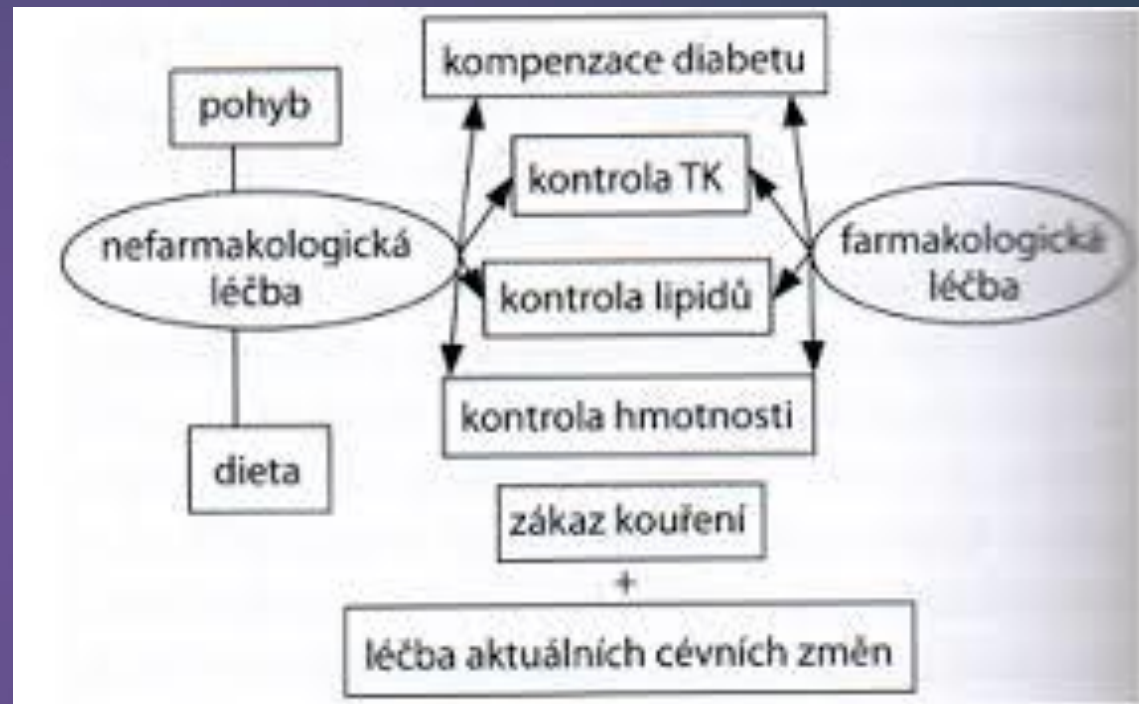 kompenzace diabetu
pohyb
kontrola TK
nefarmakologická
léčba
farmakologická
léčba
kontrola lipidů
kontrola hmotnosti
dieta
zákaz kouření
+
léčba aktuálních cévních změn